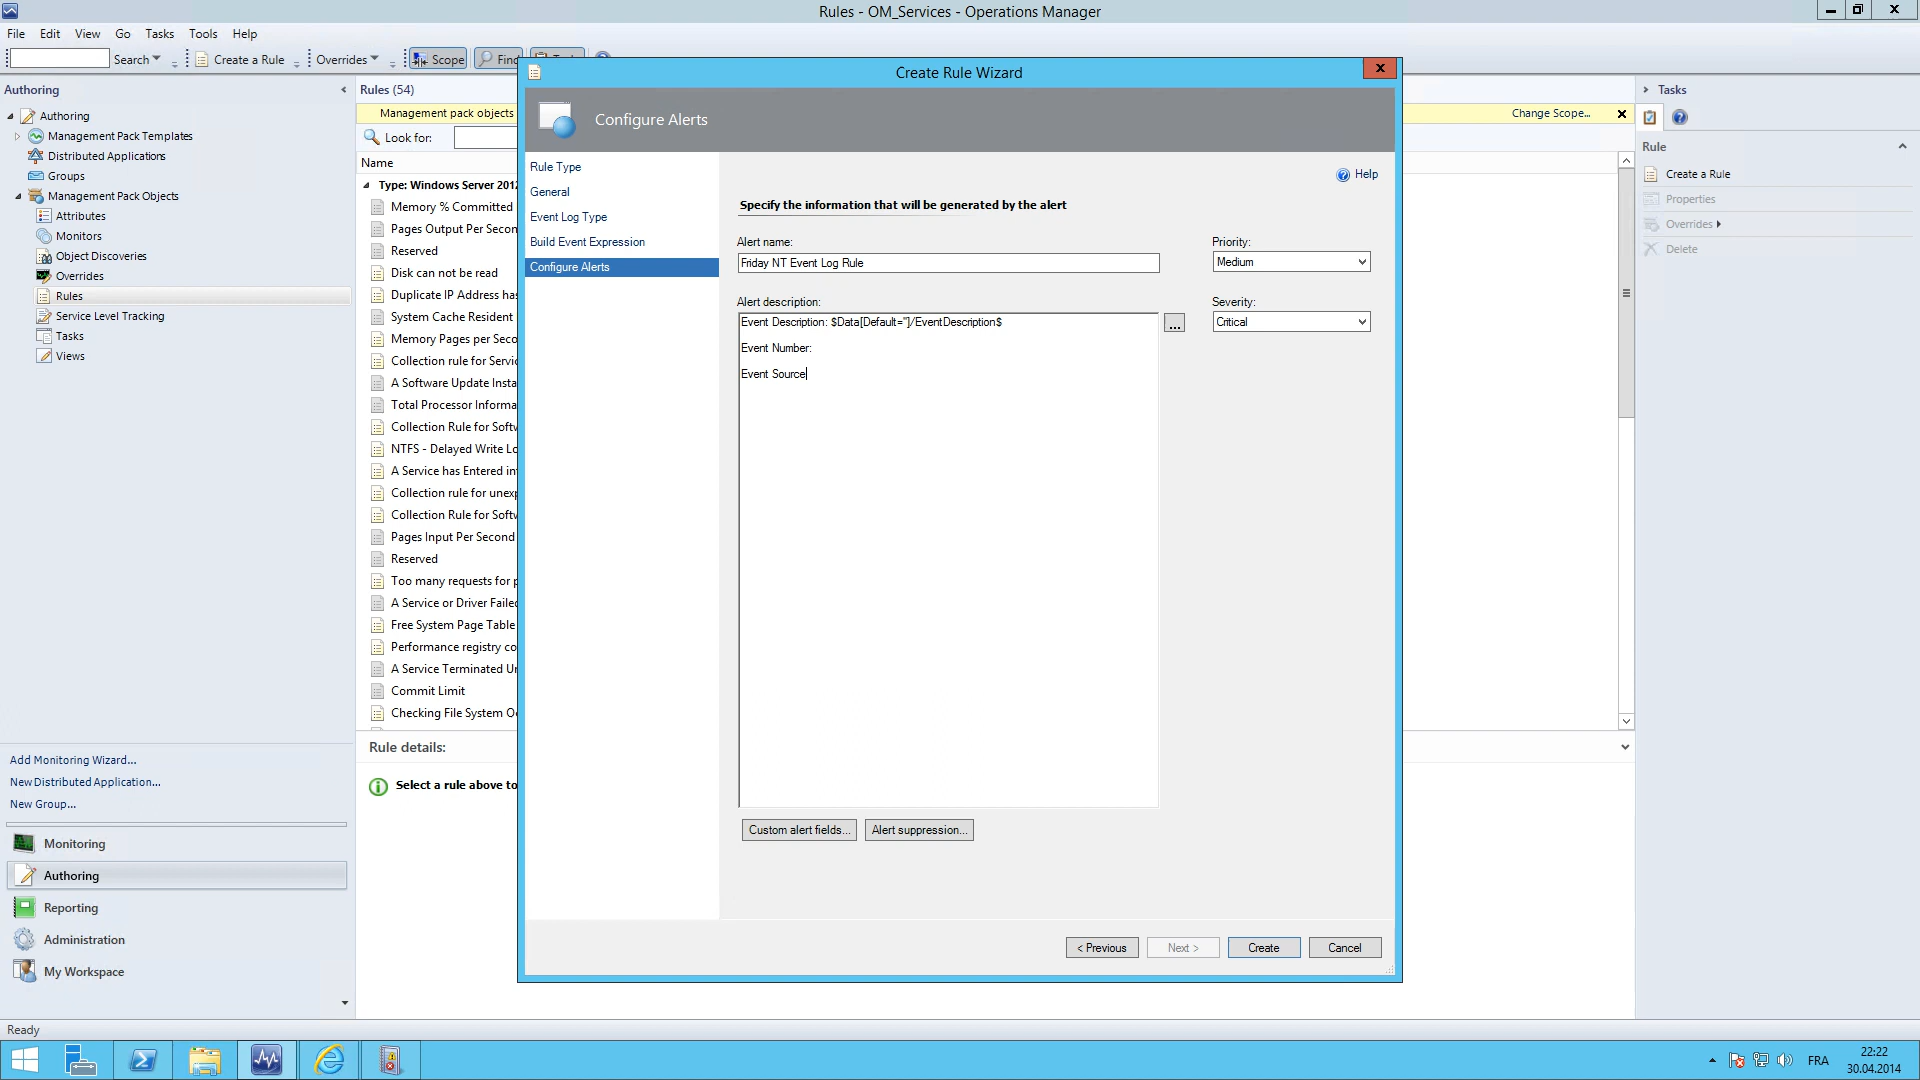 Rules - OM_Services - Operations Manager
File Edit View Go Tasks Tools Help
Search Create a Rule Overrides Scope Find
Authoring
Authoring
Management Pack Templates
Distributed Applications
Groups
Management Pack Objects
Attributes
Monitors
Object Discoveries
Overrides
Rules
Service Level Tracking
Tasks
Views
Add Monitoring Wizard...
New Distributed Application...
New Group...
Monitoring
Authoring
Reporting
Administration
My Workspace
Ready
Rules (54)
Management pack objects
Change Scope...
Look for:
Name
Type: Windows Server 2012
Memory % Committed
Pages Output Per Secon
Reserved
Disk can not be read
Duplicate IP Address has
System Cache Resident
Memory Pages per Seco
Collection rule for Servic
A Software Update Insta
Total Processor Informa
Collection Rule for Softw
NTFS - Delayed Write Lo
A Service has Entered in
Collection rule for unexp
Collection Rule for Softw
Pages Input Per Second
Reserved
Too many requests for p
A Service or Driver Failed
Free System Page Table
Performance registry co
A Service Terminated Un
Commit Limit
Checking File System O
Rule details:
Select a rule above to
Create Rule Wizard
Configure Alerts
Rule Type
General
Event Log Type
Build Event Expression
Configure Alerts
Help
Specify the information that will be generated by the alert
Alert name:
Friday NT Event Log Rule
Priority:
Medium
Alert description:
Event Description: $Data[Default='']/EventDescription$
Event Number:
Event Source
...
Severity:
Critical
Custom alert fields... Alert suppression...
< Previous Next > Create Cancel
Tasks
Rule
Create a Rule
Properties
Overrides
Delete
FRA
22:22
30.04.2014